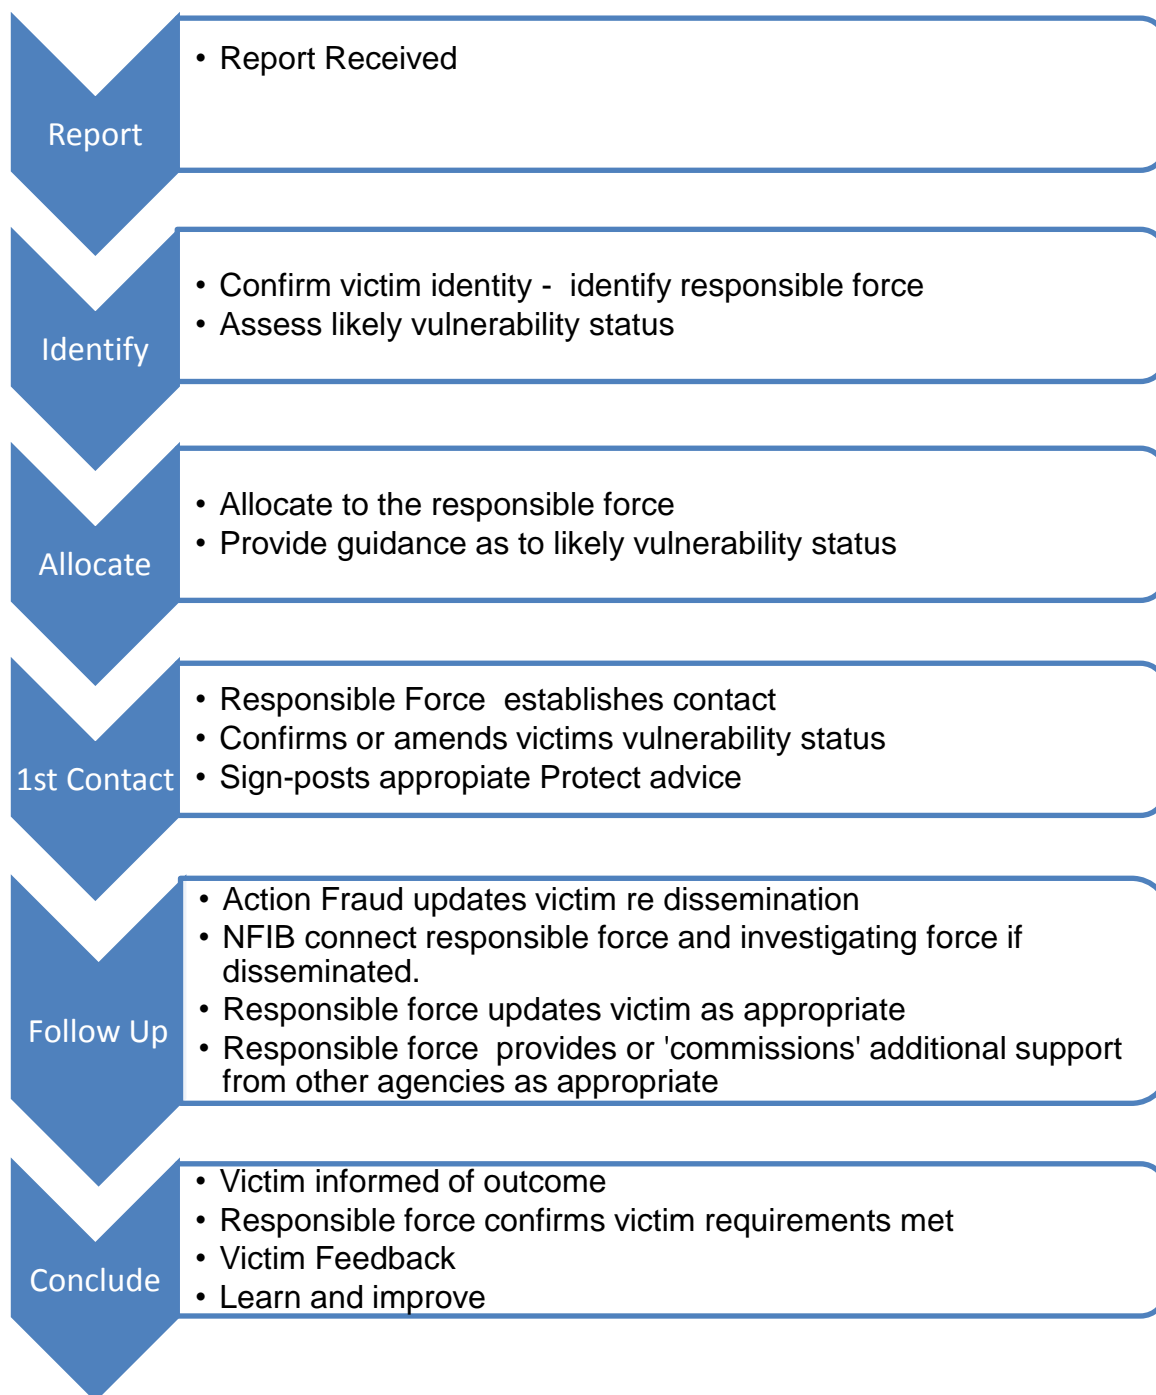 Report
• Report Received
Identify
• Confirm victim identity -  identify responsible force
• Assess likely vulnerability status
Allocate
• Allocate to the responsible force
• Provide guidance as to likely vulnerability status
1st Contact
• Responsible Force  establishes contact
• Confirms or amends victims vulnerability status
• Sign-posts appropiate Protect advice
Follow Up
• Action Fraud updates victim re dissemination
• NFIB connect responsible force and investigating force if
disseminated.
• Responsible force updates victim as appropriate
• Responsible force  provides or 'commissions' additional support
from other agencies as appropriate
Conclude
• Victim informed of outcome
• Responsible force confirms victim requirements met
• Victim Feedback
• Learn and improve